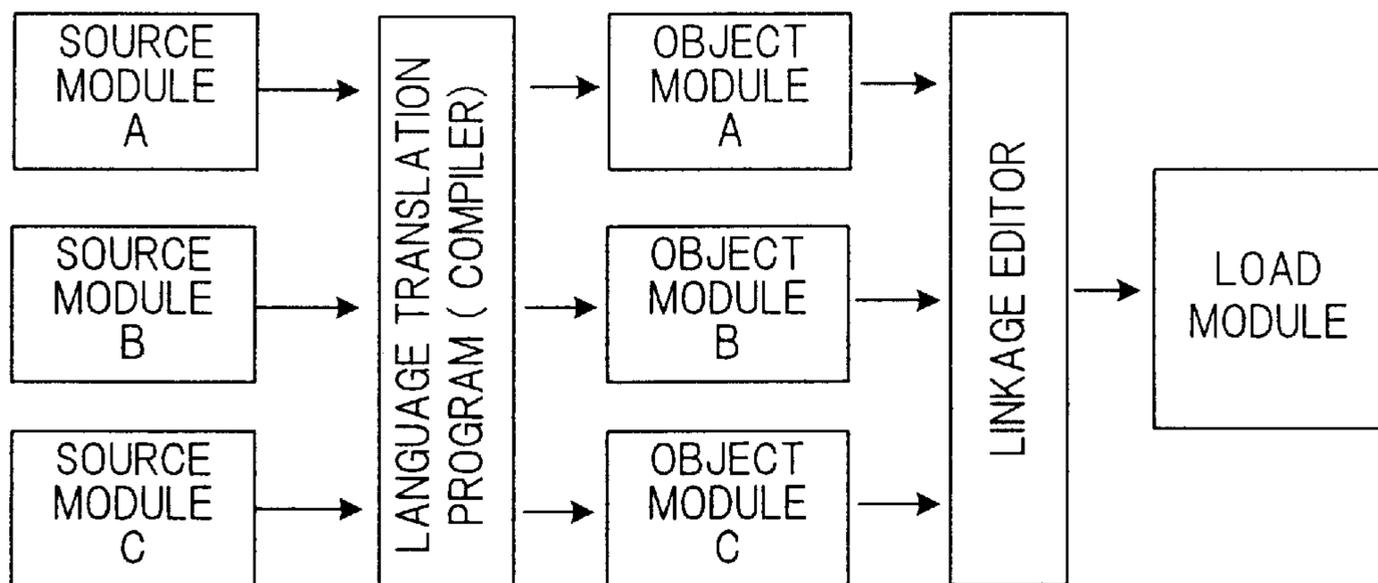 SOURCE
MODULE
A
LANGUAGE TRANSLATION
PROGRAM ( COMPILER)
OBJECT
MODULE
A
LINKAGE EDITOR
LOAD
MODULE
SOURCE
MODULE
B
OBJECT
MODULE
B
SOURCE
MODULE
C
OBJECT
MODULE
C